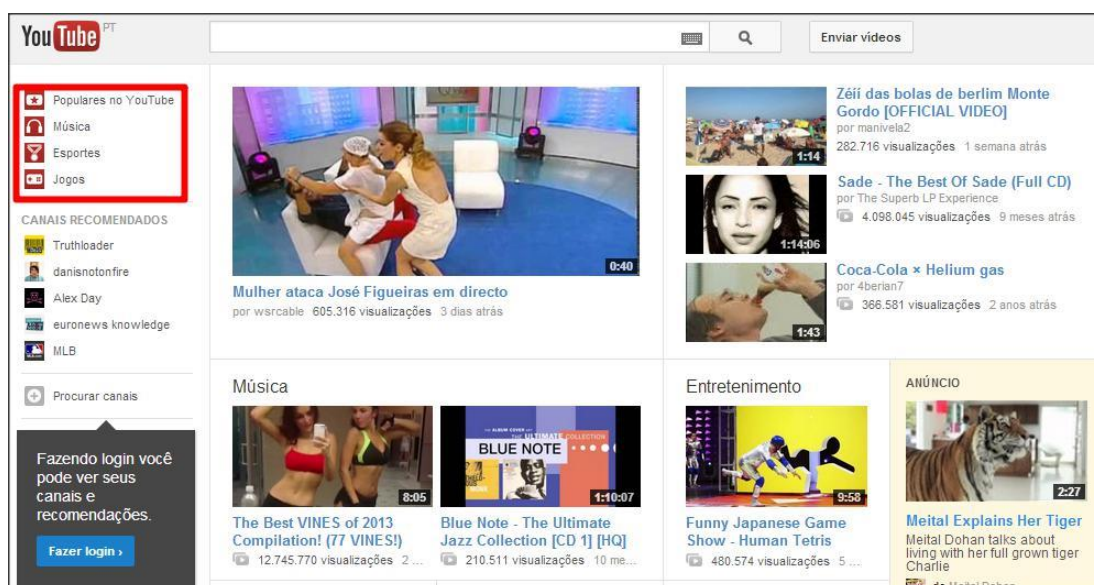 YouTube PT
Enviar vídeos
Populares no YouTube
Música
Esportes
Jogos
CANAIS RECOMENDADOS
Truthloader
danisnotonfire
Alex Day
euronews knowledge
MLB
Procurar canais
Fazendo login você
pode ver seus
canais e
recomendações.
Fazer login ›
0:40
Mulher ataca José Figueiras em directo
por wsrcable 605.316 visualizações 3 dias atrás
1:14
Zéíí das bolas de berlim Monte
Gordo [OFFICIAL VIDEO]
por manivela2
282.716 visualizações 1 semana atrás
1:14:06
Sade - The Best Of Sade (Full CD)
por The Superb LP Experience
4.098.045 visualizações 9 meses atrás
1:43
Coca-Cola × Helium gas
por 4berian7
366.581 visualizações 2 anos atrás
Música
8:05
The Best VINES of 2013
Compilation! (77 VINES!)
12.745.770 visualizações 2 ...
THE ULTIMATE COLLECTION
BLUE NOTE
1:10:07
Blue Note - The Ultimate
Jazz Collection [CD 1] [HQ]
210.511 visualizações 10 me...
Entretenimento
9:58
Funny Japanese Game
Show - Human Tetris
480.574 visualizações 5 ...
ANÚNCIO
2:27
Meital Explains Her Tiger
Meital Dohan talks about
living with her full grown tiger
Charlie
de Meital Dohan